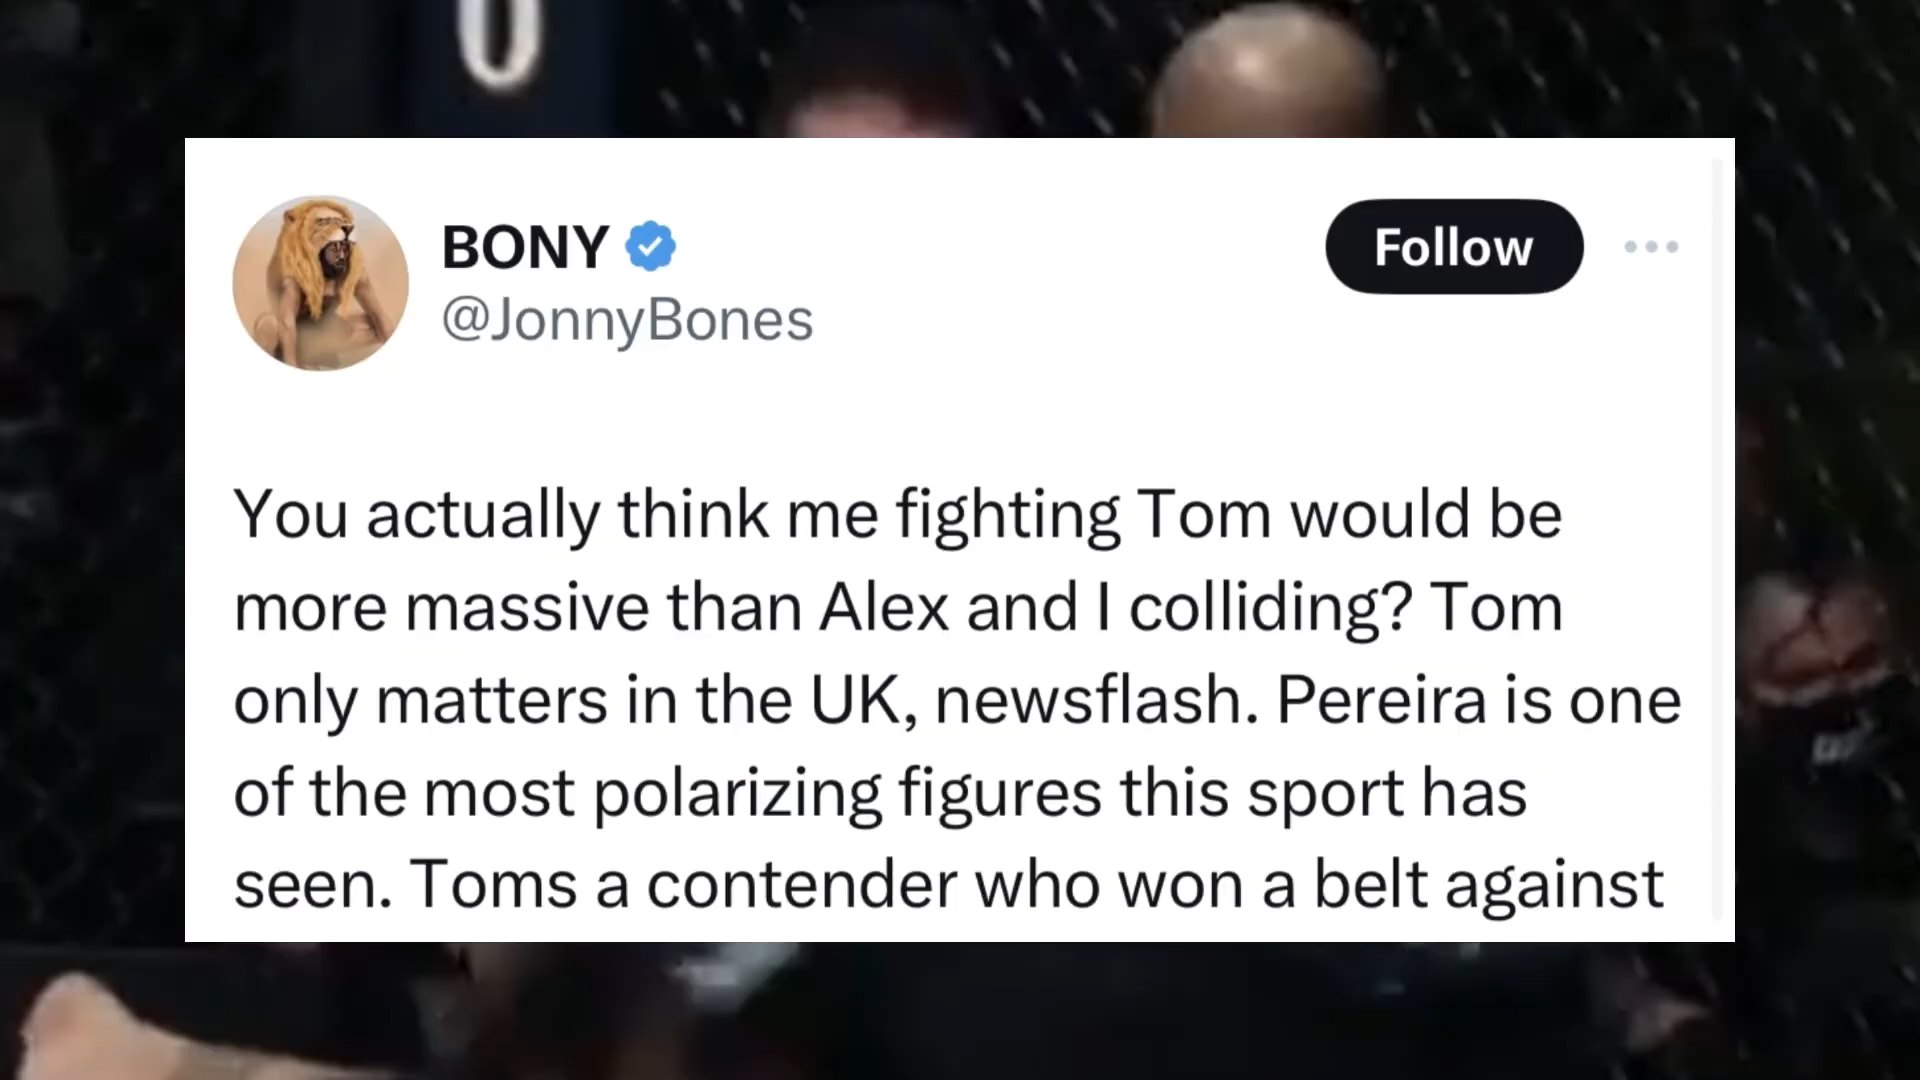 0
BONY
@JonnyBones
Follow
You actually think me fighting Tom would be
more massive than Alex and I colliding? Tom
only matters in the UK, newsflash. Pereira is one
of the most polarizing figures this sport has
seen. Toms a contender who won a belt against